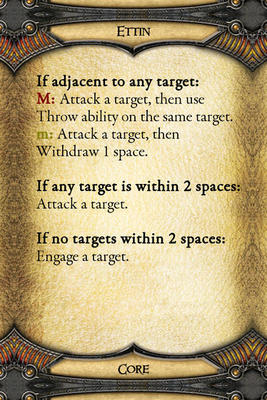 Ettin
If adjacent to any target:
M: Attack a target, then use
Throw ability on the same target.
m: Attack a target, then
Withdraw 1 space.
If any target is within 2 spaces:
Attack a target.
If no targets within 2 spaces:
Engage a target.
Core